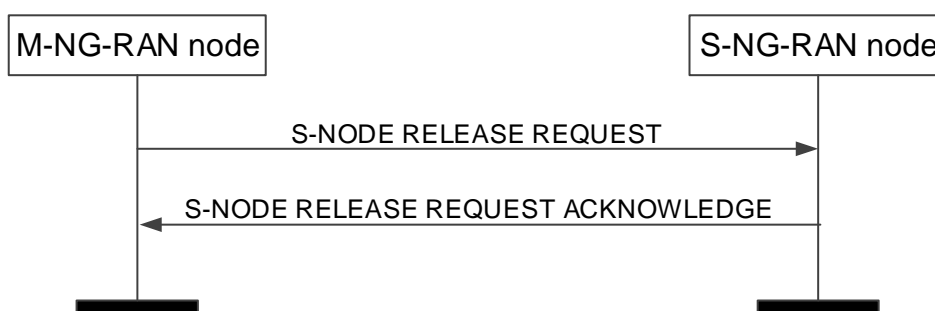 M-NG-RAN node
S-NG-RAN node
S-NODE RELEASE REQUEST
S-NODE RELEASE REQUEST ACKNOWLEDGE